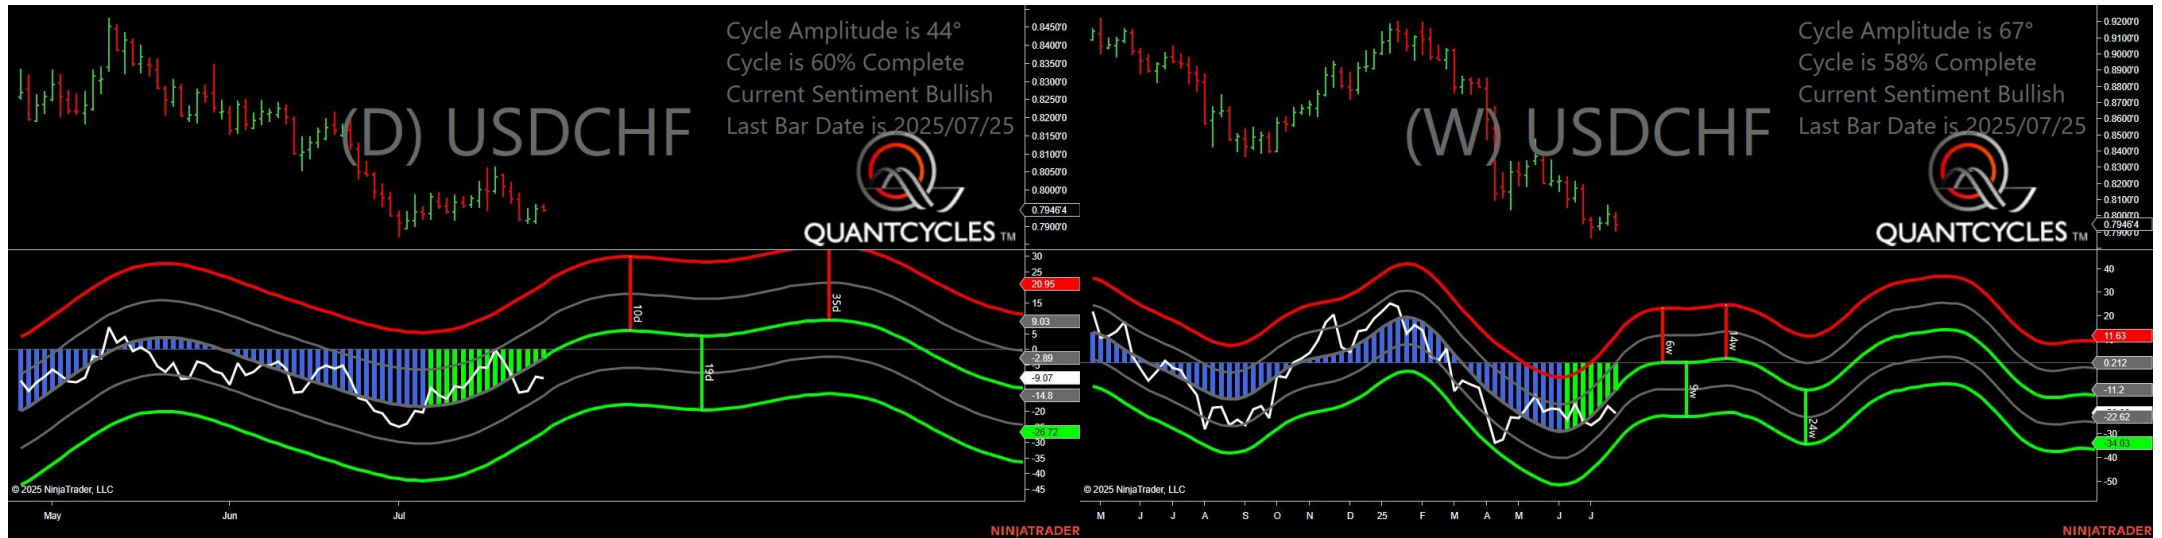 Cycle Amplitude is 44°
Cycle is 60% Complete
Current Sentiment Bullish
Last Bar Date is 2025/07/25
(D) USDCHF
QUANTCYCLES TM
0.8450'0
0.8400'0
0.8350'0
0.8300'0
0.8250'0
0.8200'0
0.8150'0
0.8100'0
0.8050'0
0.8000'0
0.7946'4
0.7900'0
30
25
20.95
15
9.03
5
0
-2.89
-9.07
-14.8
-20
-26.72
-30
-35
-40
-45
10d
35d
19d
© 2025 NinjaTrader, LLC
May
Jun
Jul
NINJATRADER
Cycle Amplitude is 67°
Cycle is 58% Complete
Current Sentiment Bullish
Last Bar Date is 2025/07/25
(W) USDCHF
QUANTCYCLES TM
0.9200'0
0.9100'0
0.9000'0
0.8900'0
0.8800'0
0.8700'0
0.8600'0
0.8500'0
0.8400'0
0.8300'0
0.8200'0
0.8100'0
0.8000'0
0.7946'4
40
30
20
11.63
0.212
-11.2
-22.62
-30
-34.03
-40
-50
6w
14w
9w
24w
© 2025 NinjaTrader, LLC
M
J
J
A
S
O
N
D
25
F
M
A
M
J
J
NINJATRADER